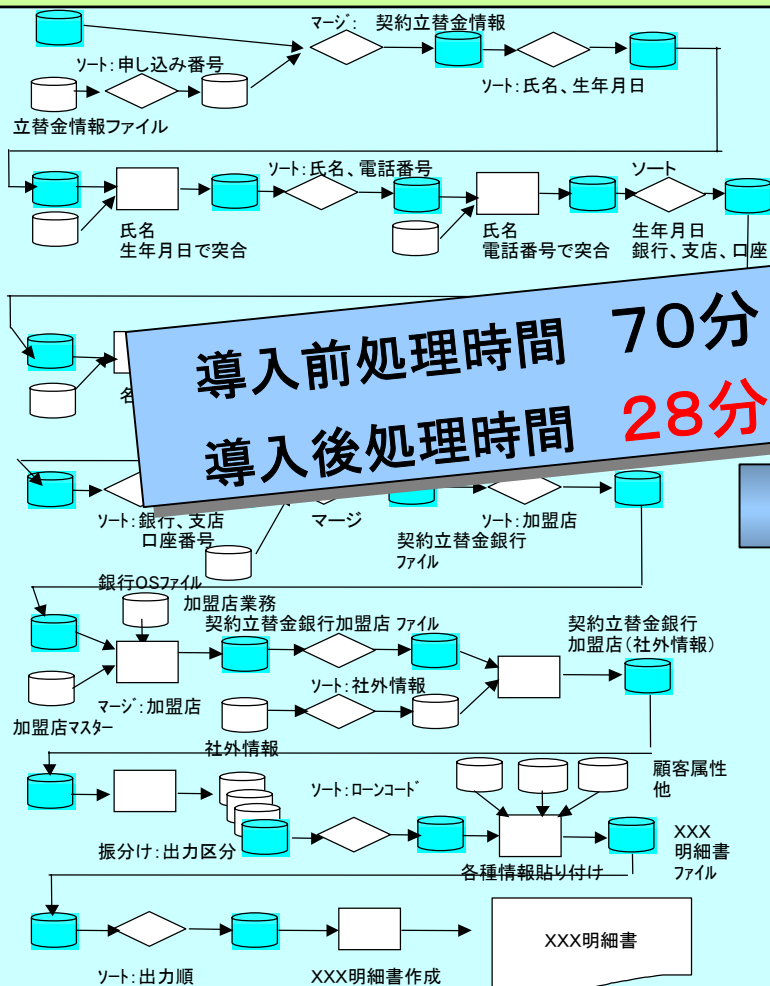 マージ: 契約立替金情報
ソート:申し込み番号
ソート:氏名、生年月日
立替金情報ファイル
ソート:氏名、電話番号
ソート
氏名
生年月日で突合
氏名
電話番号で突合
生年月日
銀行、支店、口座
導入前処理時間 70分
導入後処理時間 28分
ソート:銀行、支店
口座番号
マージ
契約立替金銀行
ファイル
ソート:加盟店
銀行OSファイル
加盟店業務
契約立替金銀行加盟店 ファイル
契約立替金銀行
加盟店(社外情報)
マージ:加盟店
ソート:社外情報
加盟店マスター
社外情報
ソート:ローンコード
顧客属性
他
振分け:出力区分
各種情報貼り付け
XXX
明細書
ファイル
XXX明細書
ソート:出力順
XXX明細書作成